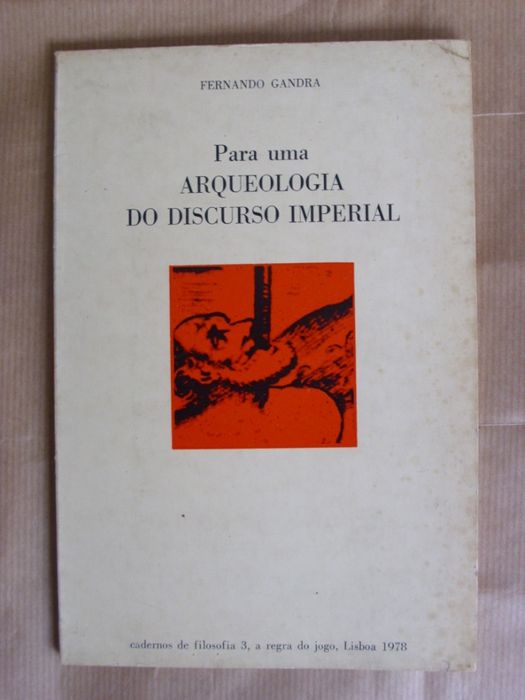 FERNANDO GANDRA
Para uma
ARQUEOLOGIA
DO DISCURSO IMPERIAL
cadernos de filosofia 3, a regra do jogo, Lisboa 1978